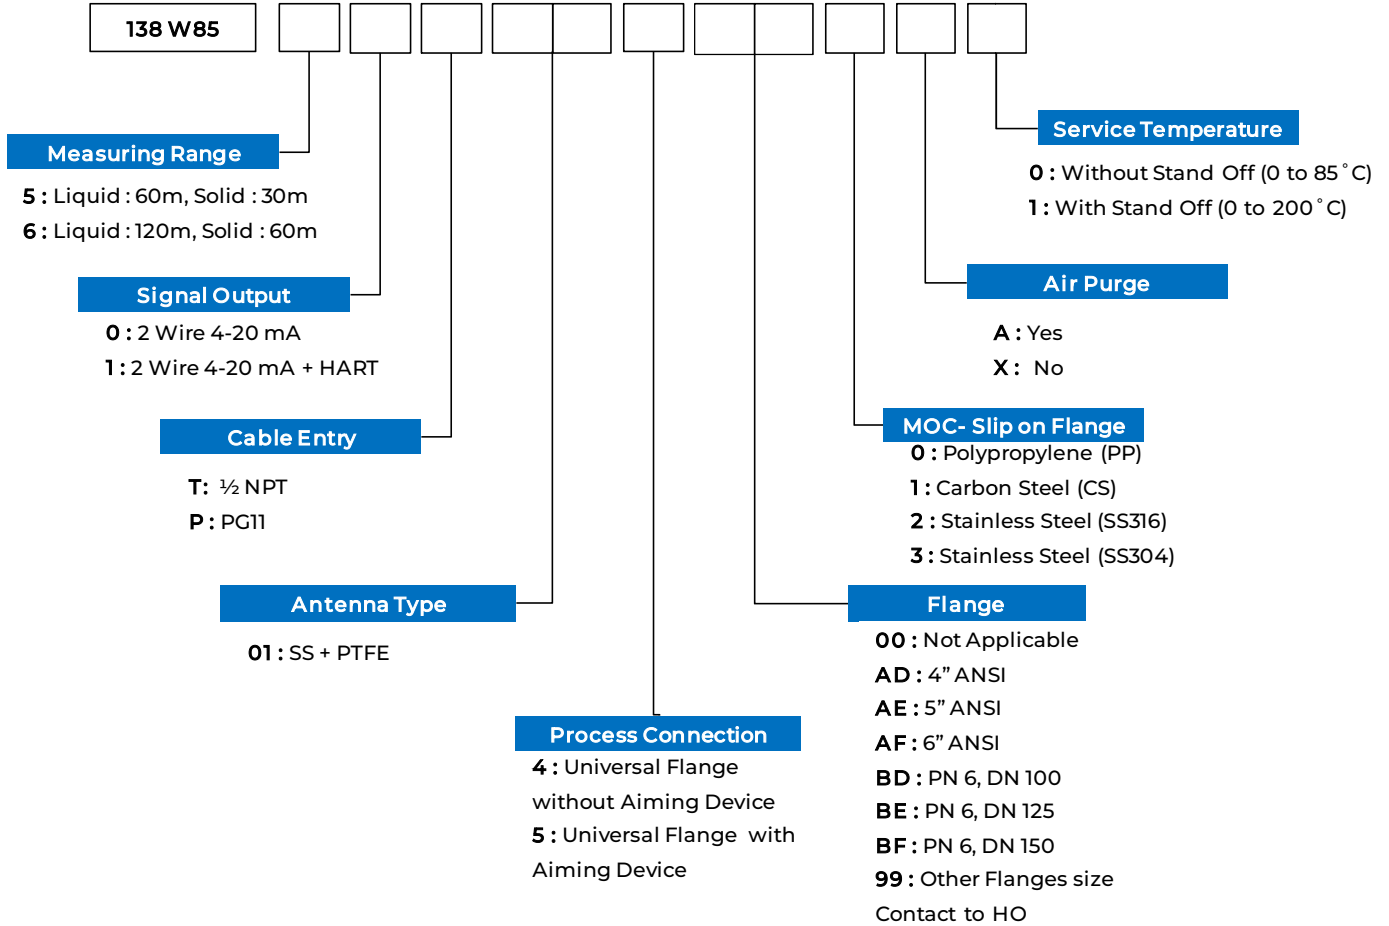 138 W85
Measuring Range
5 : Liquid : 60m, Solid : 30m
6 : Liquid : 120m, Solid : 60m
Signal Output
0 : 2 Wire 4-20 mA
1 : 2 Wire 4-20 mA + HART
Cable Entry
T: ½ NPT
P : PG11
Antenna Type
01 : SS + PTFE
Process Connection
4 : Universal Flange
without Aiming Device
5 : Universal Flange with
Aiming Device
Flange
00 : Not Applicable
AD : 4” ANSI
AE : 5” ANSI
AF : 6” ANSI
BD : PN 6, DN 100
BE : PN 6, DN 125
BF : PN 6, DN 150
99 : Other Flanges size
Contact to HO
MOC- Slip on Flange
0 : Polypropylene (PP)
1 : Carbon Steel (CS)
2 : Stainless Steel (SS316)
3 : Stainless Steel (SS304)
Air Purge
A : Yes
X : No
Service Temperature
0 : Without Stand Off (0 to 85˚C)
1 : With Stand Off (0 to 200˚C)